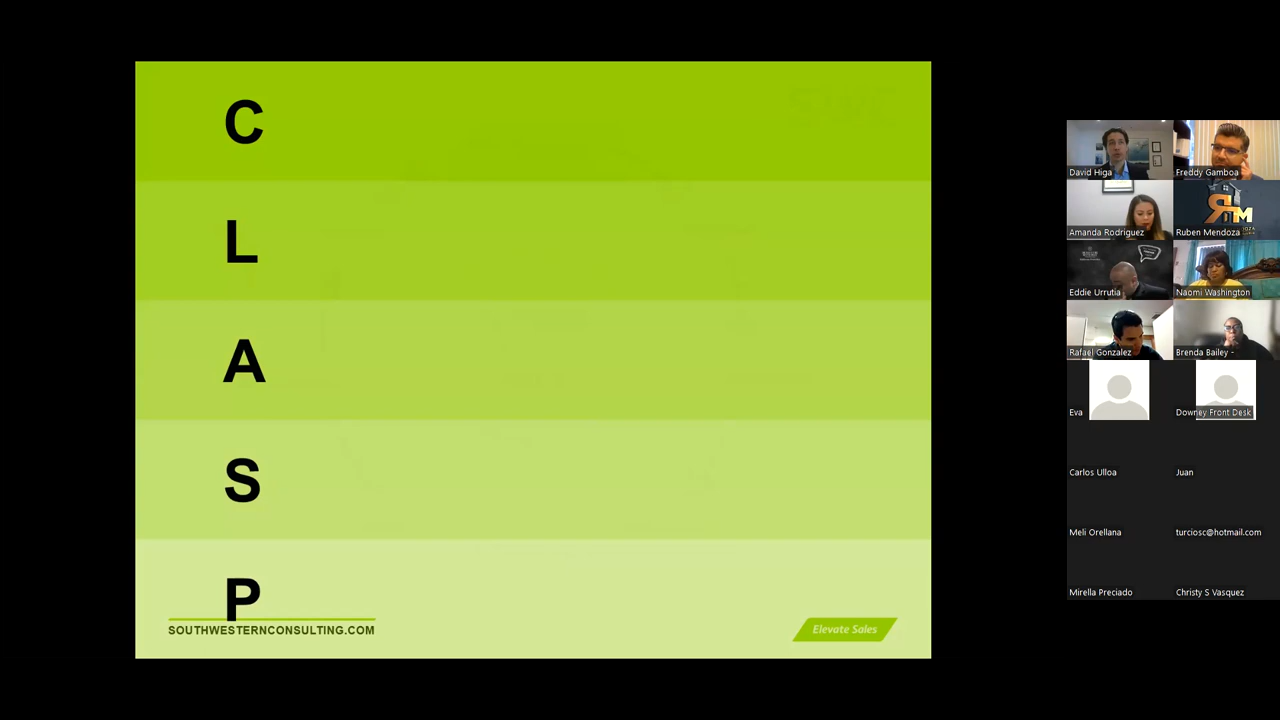 C
L
A
S
P
SOUTHWESTERNCONSULTING.COM
Elevate Sales
David Higa
Freddy Gamboa
Amanda Rodriguez
Ruben Mendoza
Eddie Urrutia
Naomi Washington
Rafael Gonzalez
Brenda Bailey -
Eva
Downey Front Desk
Carlos Ulloa
Juan
Meli Orellana
turciosc@hotmail.com
Mirella Preciado
Christy S Vasquez